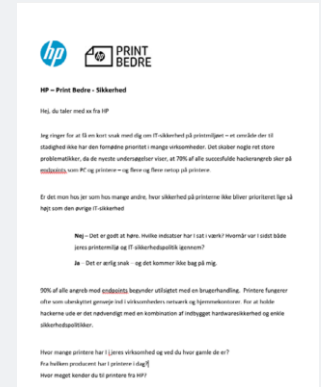 hp
PRINT
BEDRE
HP – Print Bedre - Sikkerhed
Hej, du taler med xx fra HP
Jeg ringer for at få en kort snak med dig om IT-sikkerhed på printmiljøet – et område der til
stadighed ikke har den fornødne prioritet i mange virksomheder. Det skaber nogle ret store
problematikker, da de nyeste undersøgelser viser, at 70% af alle succesfulde hackerangreb sker på
endpoints som PC og printere – og flere og flere netop på printere.
Er det mon hos jer som hos mange andre, hvor sikkerhed på printerne ikke bliver prioriteret lige så
højt som den øvrige IT-sikkerhed
Nej – Det er godt at høre. Hvilke indsatser har I sat i værk? Hvornår var I sidst både
jeres printermiljø og IT-sikkerhedspolitik igennem?
Ja - Det er ærlig snak – og det kommer ikke bag på mig.
90% af alle angreb mod endpoints begynder utilsigtet med en brugerhandling. Printere fungerer
ofte som ubeskyttet genveje ind i virksomheders netværk og hjemmekontorer. For at holde
hackerne ude er det nødvendigt med en kombination af indbygget hardwaresikkerhed og enkle
sikkerhedspolitikker.
Hvor mange printere har I i jeres virksomhed og ved du hvor gamle de er?
Fra hvilken producent har I printere i dag?
Hvor meget kender du til printere fra HP?